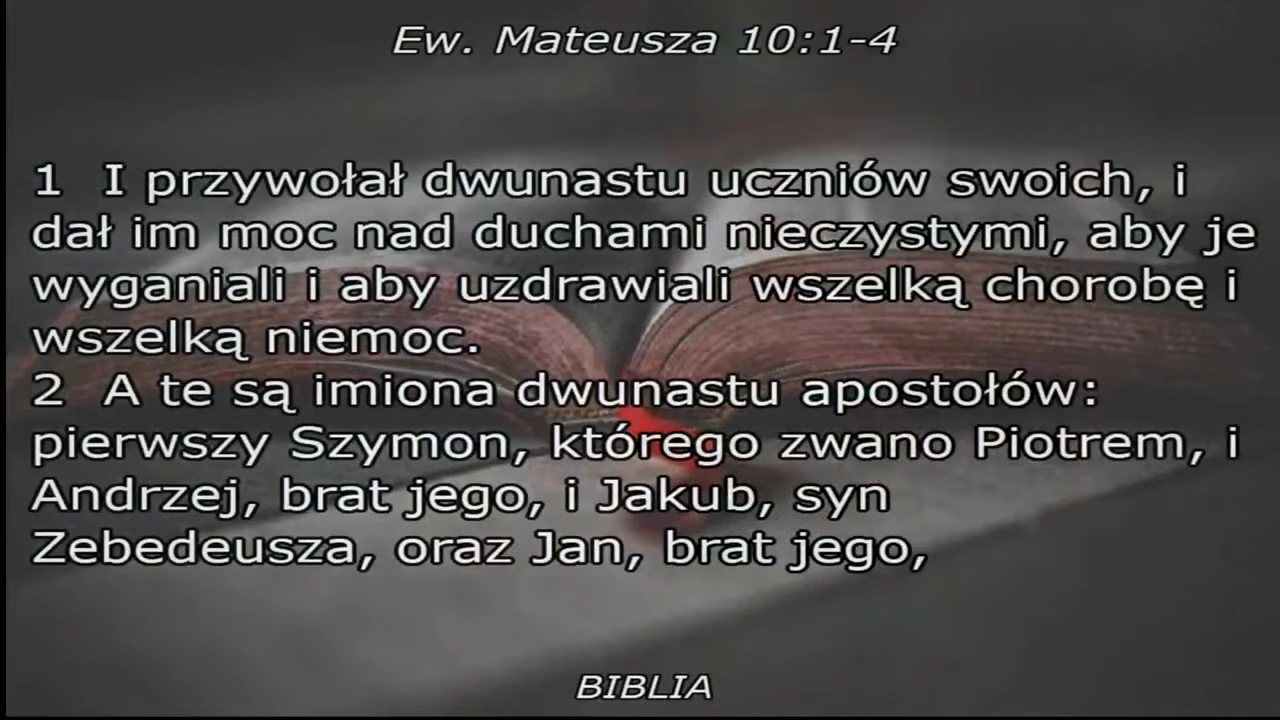 Ew. Mateusza 10:1-4
1 I przywołał dwunastu uczniów swoich, i
dał im moc nad duchami nieczystymi, aby je
wyganiali i aby uzdrawiali wszelką chorobę i
wszelką niemoc.
2 A te są imiona dwunastu apostołów:
pierwszy Szymon, którego zwano Piotrem, i
Andrzej, brat jego, i Jakub, syn
Zebedeusza, oraz Jan, brat jego,
BIBLIA